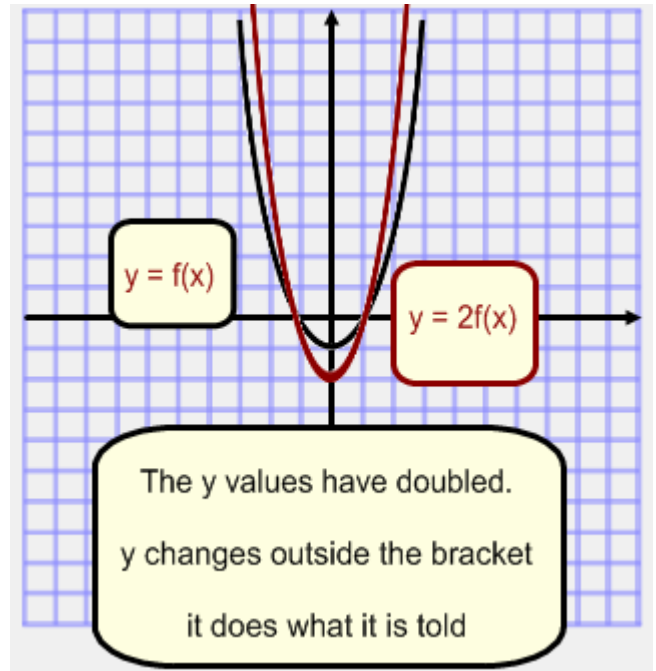 y = f(x)
y = 2f(x)
The y values have doubled.
y changes outside the bracket
it does what it is told